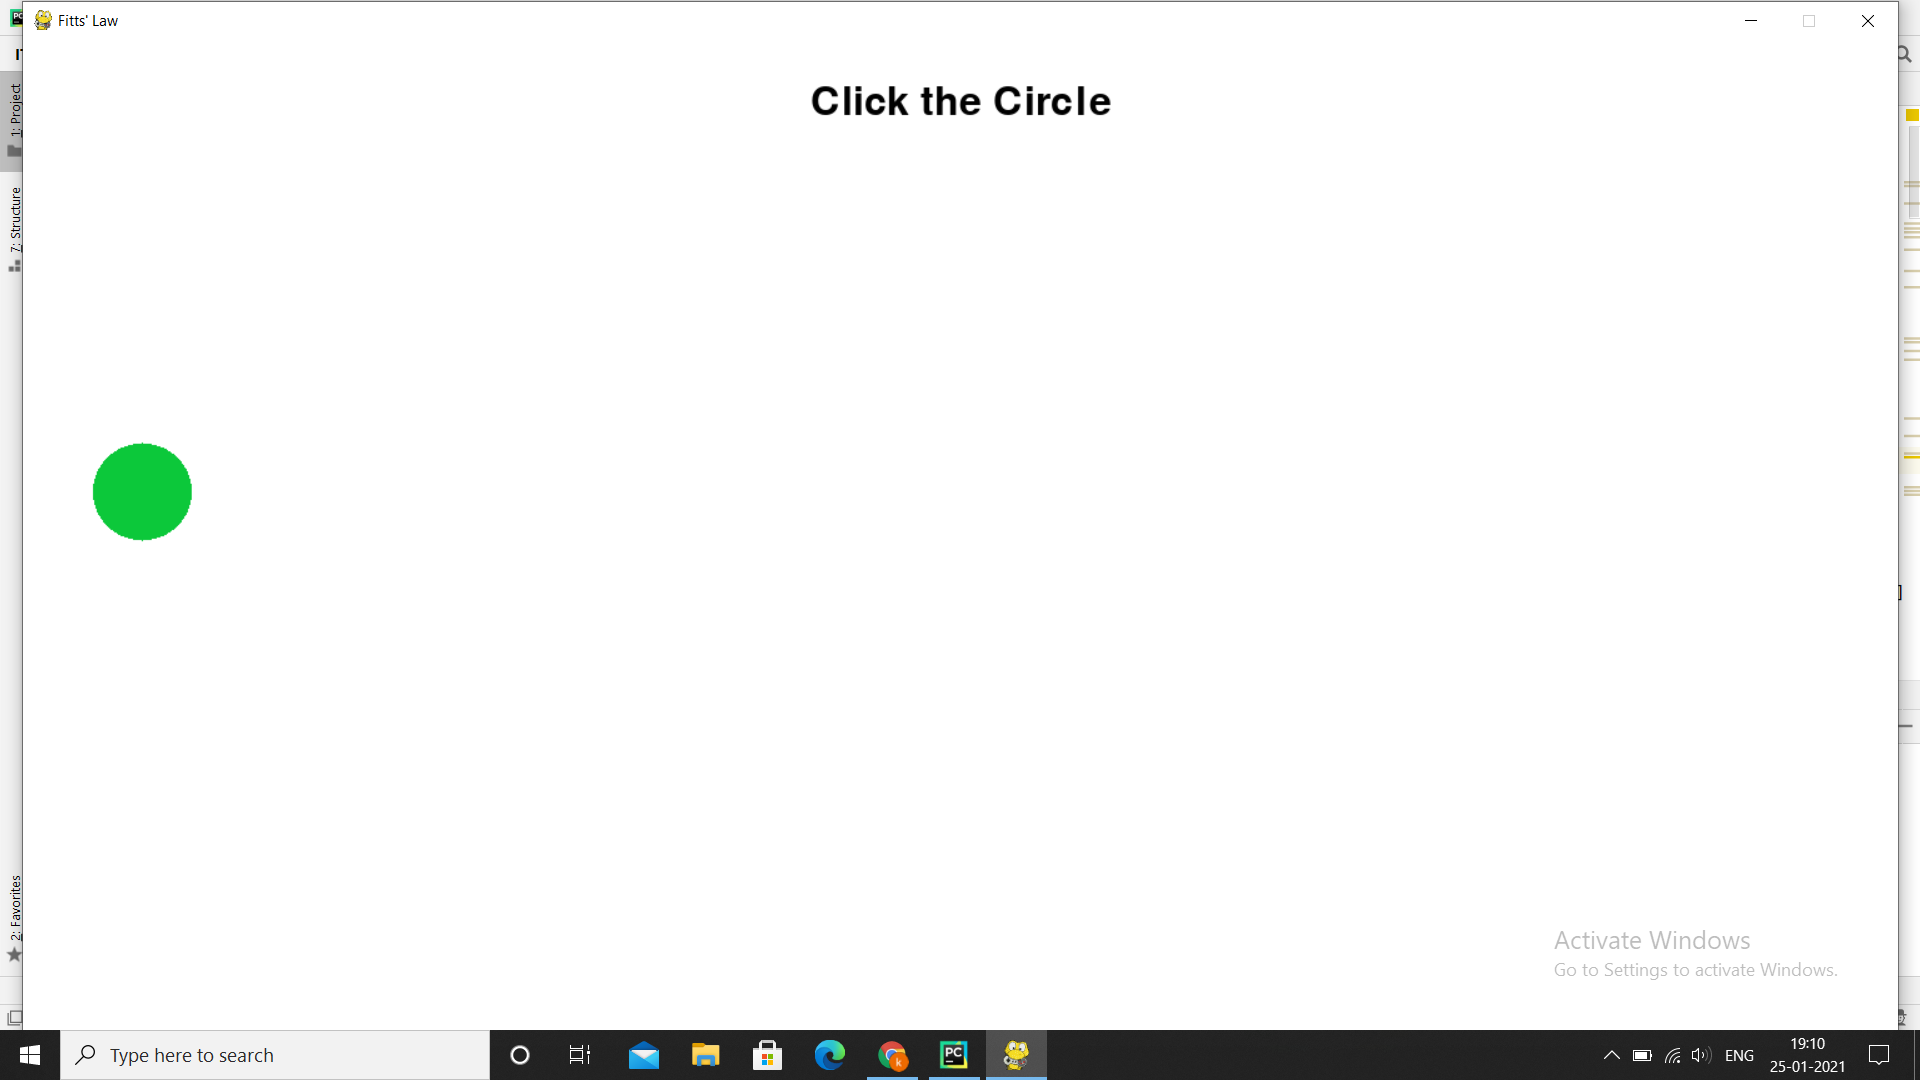 Fitts' Law
Click the Circle
1: Project
7: Structure
2: Favorites
Activate Windows
Go to Settings to activate Windows.
Type here to search
PC
k
ENG
19:10
25-01-2021